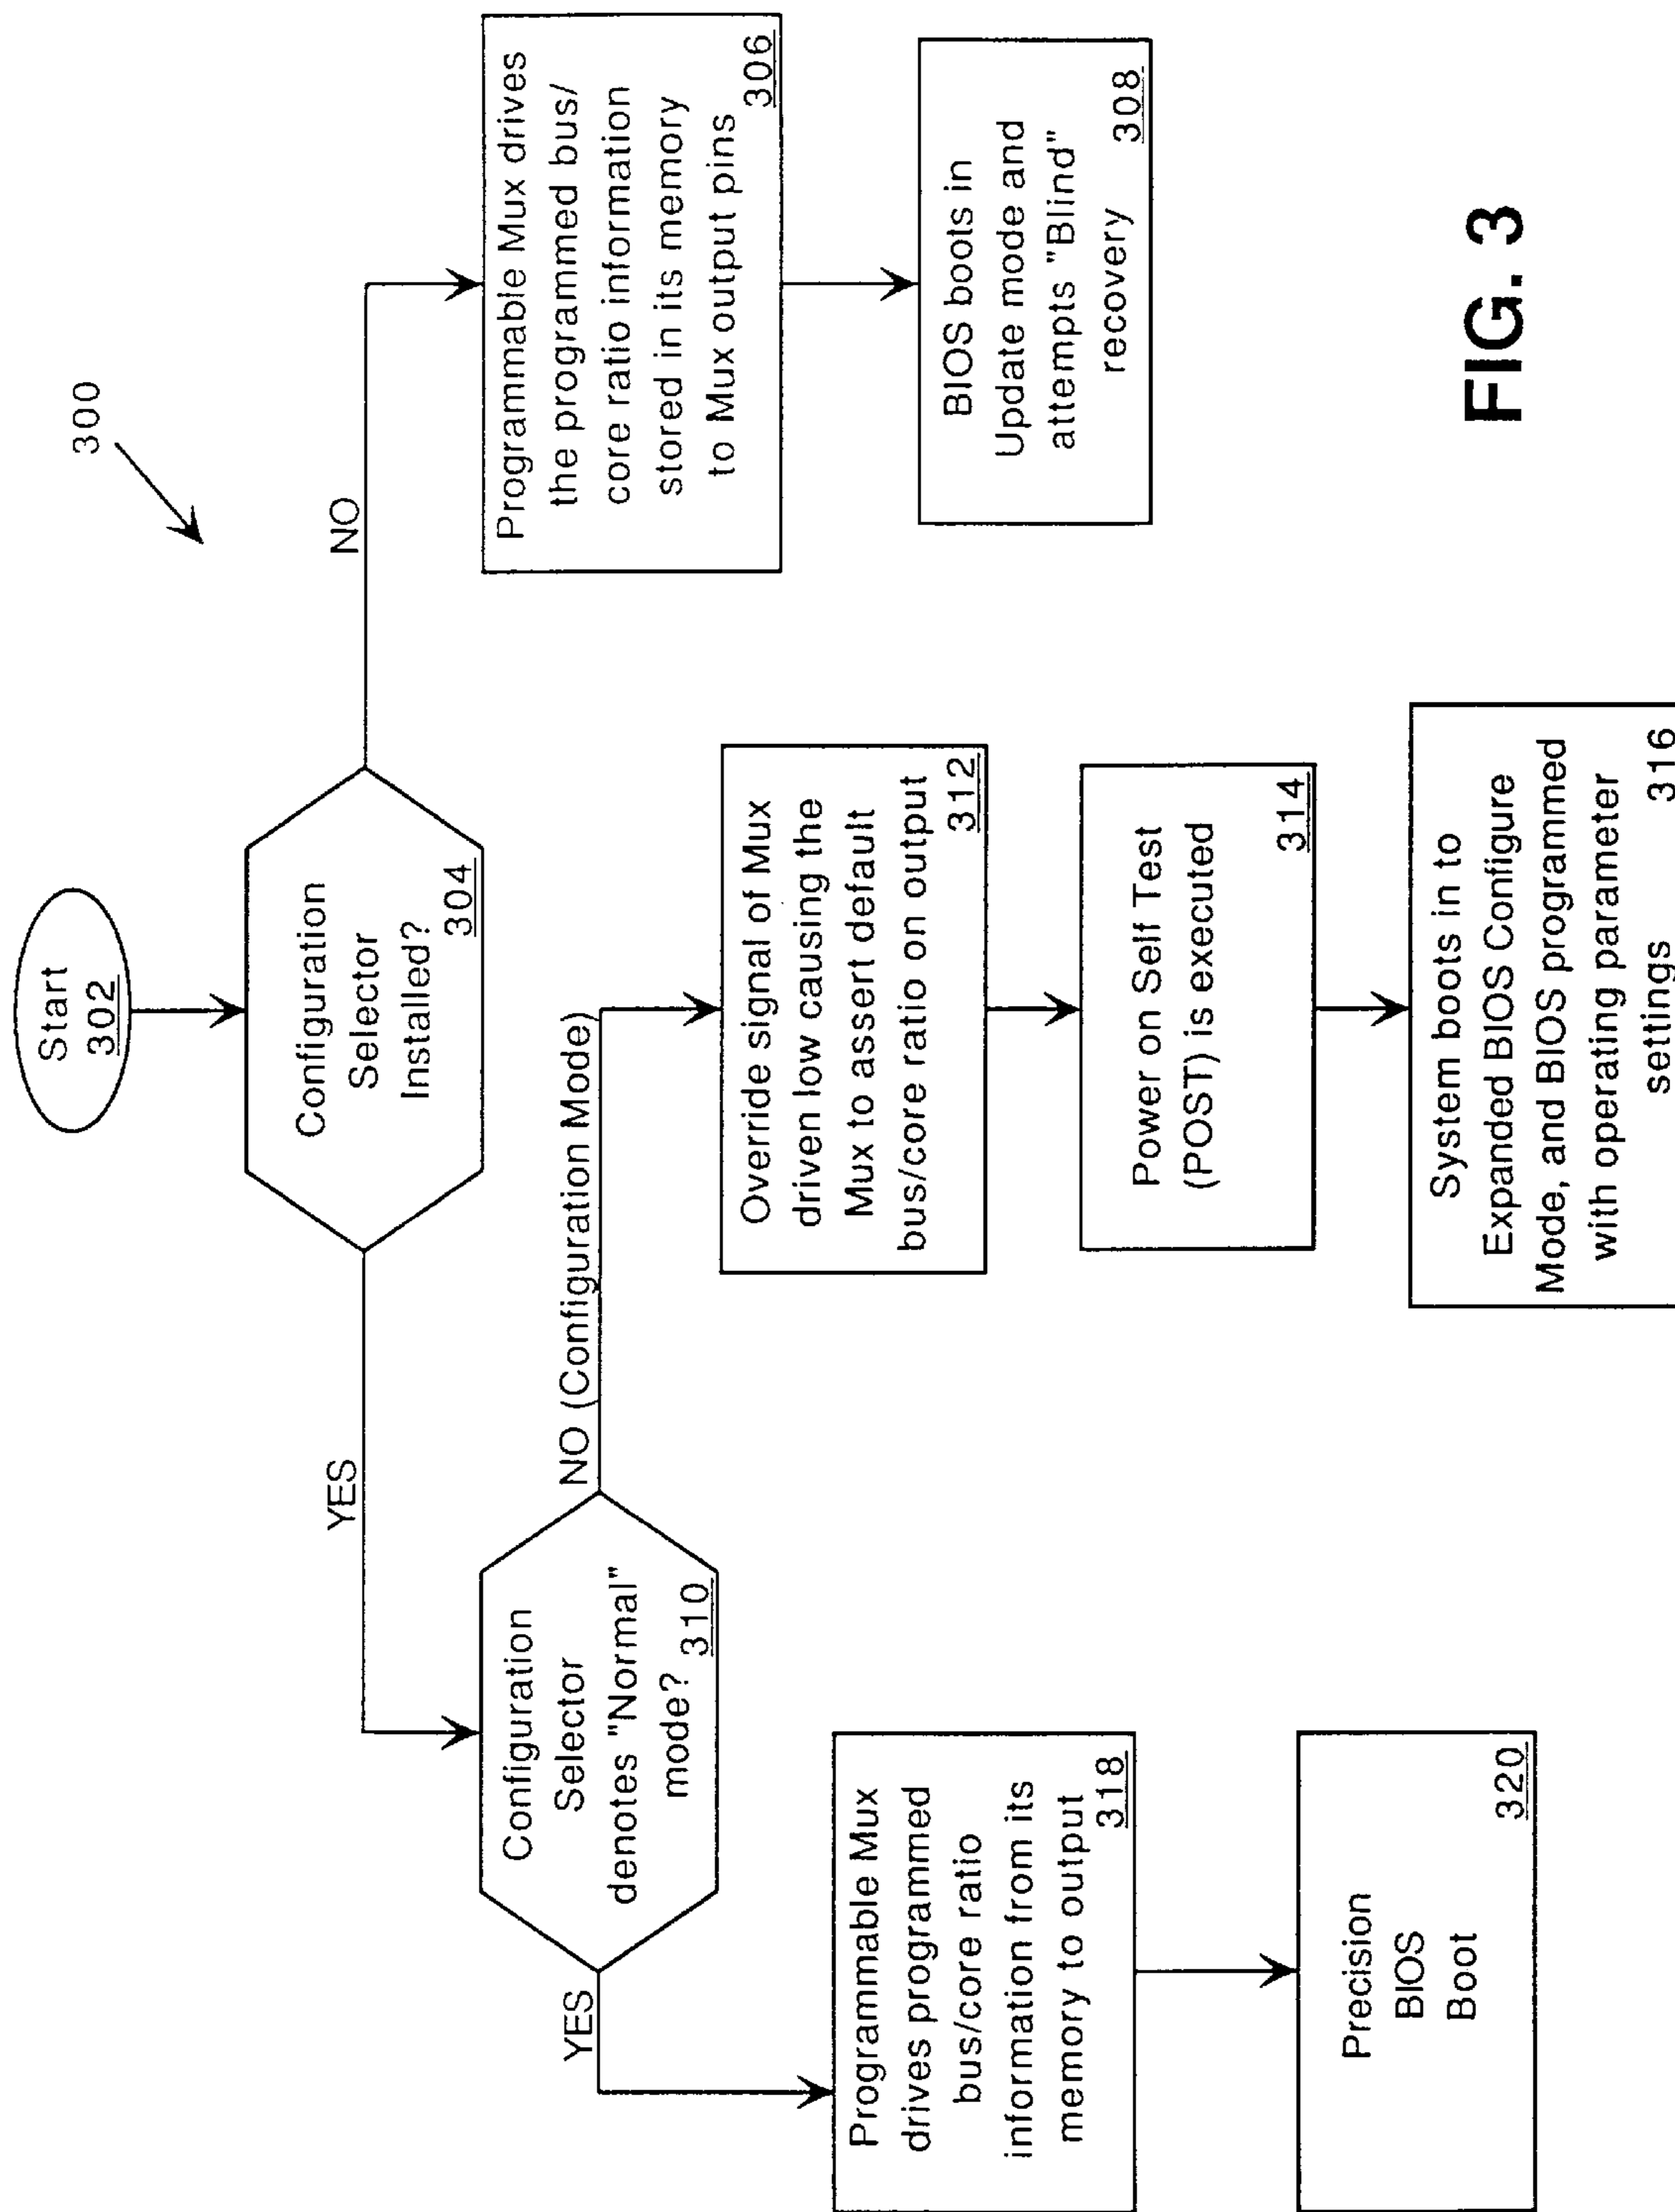 300
Start
302
Configuration
Selector
Installed?
304
YES
NO
Configuration
Selector
denotes "Normal"
mode? 310
YES
NO (Configuration Mode)
Programmable Mux drives
the programmed bus/
core ratio information
stored in its memory
to Mux output pins
306
BIOS boots in
Update mode and
attempts "Blind"
recovery 308
Override signal of Mux
driven low causing the
Mux to assert default
bus/core ratio on output
312
Power on Self Test
(POST) is executed
314
System boots in to
Expanded BIOS Configure
Mode, and BIOS programmed
with operating parameter
settings 316
Programmable Mux
drives programmed
bus/core ratio
information from its
memory to output
318
Precision
BIOS
Boot
320
FIG. 3